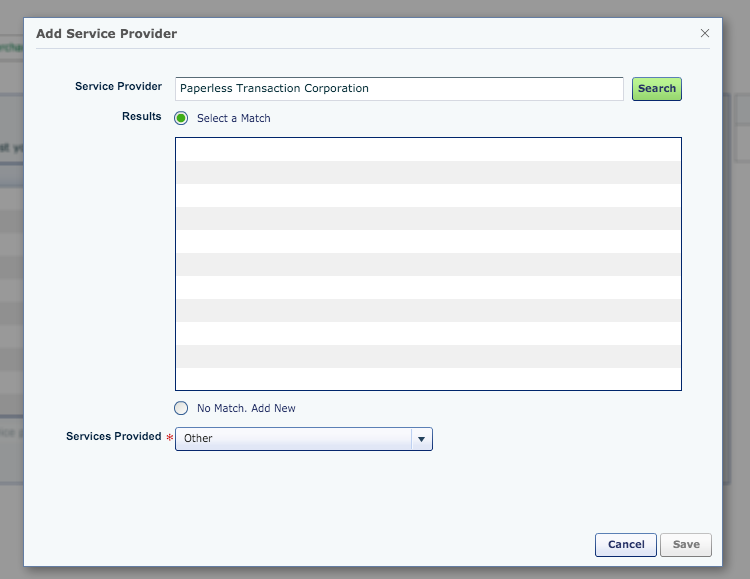 Add Service Provider
Service Provider Paperless Transaction Corporation Search
Results Select a Match
No Match. Add New
Services Provided * Other
Cancel Save